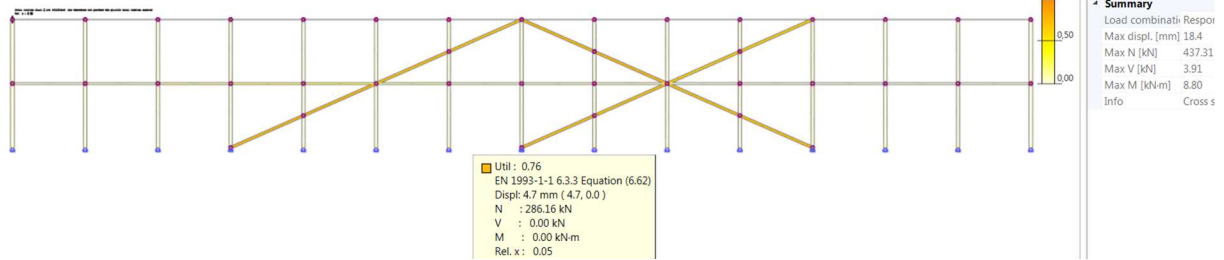 0,50
0,00
Util : 0.76
EN 1993-1-1 6.3.3 Equation (6.62)
Displ: 4.7 mm ( 4.7, 0.0 )
N : 286.16 kN
V : 0.00 kN
M : 0.00 kN·m
Rel. x : 0.05
Summary
Load combinati Respor
Max displ. [mm] 18.4
Max N [kN] 437.31
Max V [kN] 3.91
Max M [kN·m] 8.80
Info Cross s